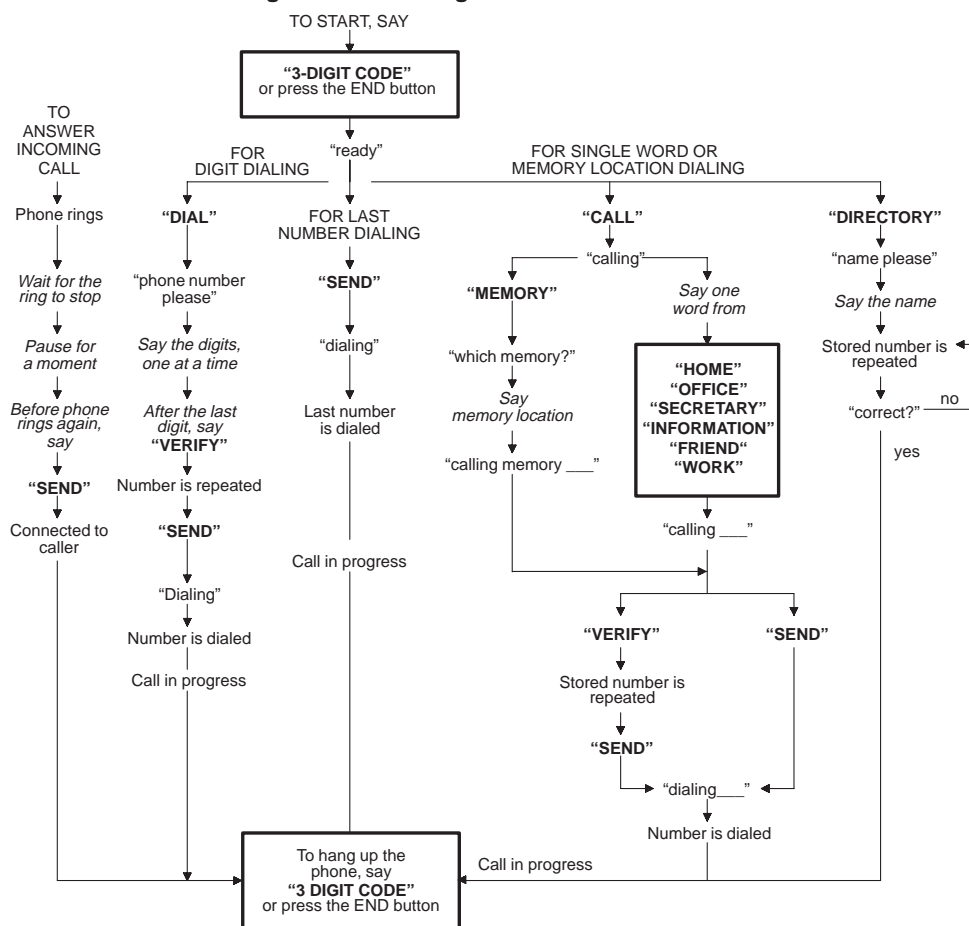 TO START, SAY
“3-DIGIT CODE”
or press the END button
“ready”
TO
ANSWER
INCOMING
CALL
Phone rings
Wait for the
ring to stop
Pause for
a moment
Before phone
rings again,
say
“SEND”
Connected to
caller
FOR
DIGIT DIALING
“DIAL”
“phone number
please”
Say the digits,
one at a time
After the last
digit, say
“VERIFY”
Number is repeated
“SEND”
“Dialing”
Number is dialed
Call in progress
FOR LAST
NUMBER DIALING
“SEND”
“dialing”
Last number
is dialed
Call in progress
FOR SINGLE WORD OR
MEMORY LOCATION DIALING
“CALL”
“calling”
“MEMORY”
“which memory?”
Say
memory location
“calling memory ___”
Say one
word from
“HOME”
“OFFICE”
“SECRETARY”
“INFORMATION”
“FRIEND“
“WORK”
“calling ___”
“VERIFY”
Stored number is
repeated
“SEND”
“SEND”
“dialing___”
Number is dialed
“DIRECTORY”
“name please”
Say the name
Stored number is
repeated
“correct?”
no
yes
Call in progress
To hang up the
phone, say
“3 DIGIT CODE”
or press the END button